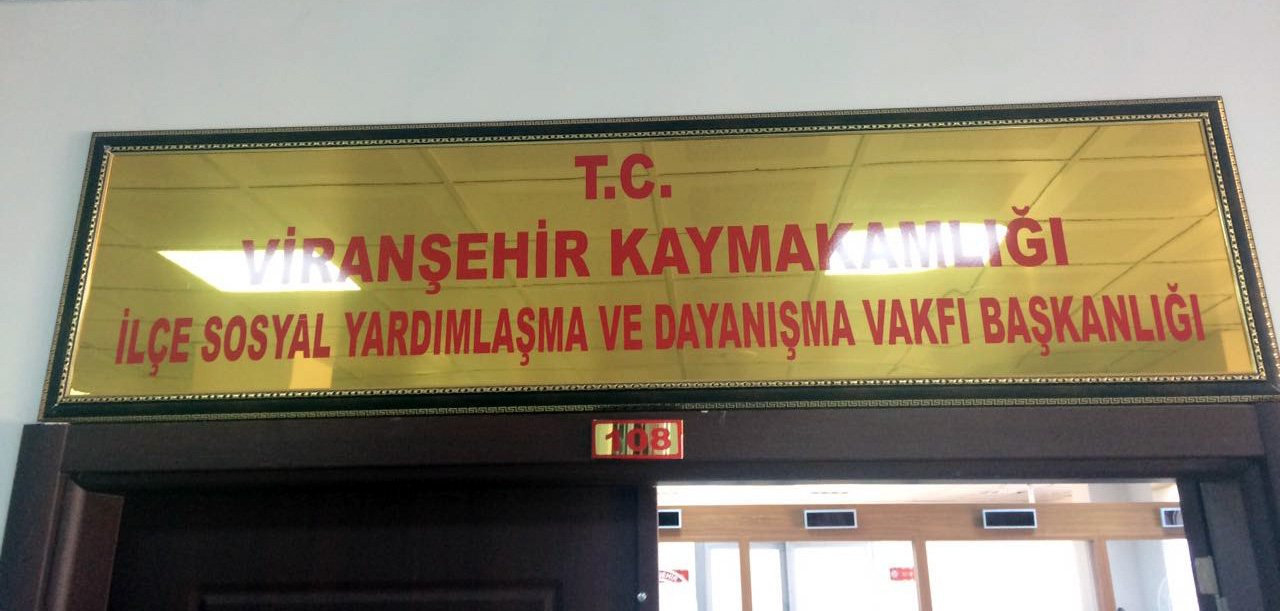 T.C.
VİRANŞEHİR KAYMAKAMLIĞI
İLÇE SOSYAL YARDIMLAŞMA VE DAYANIŞMA VAKFI BAŞKANLIĞI
108